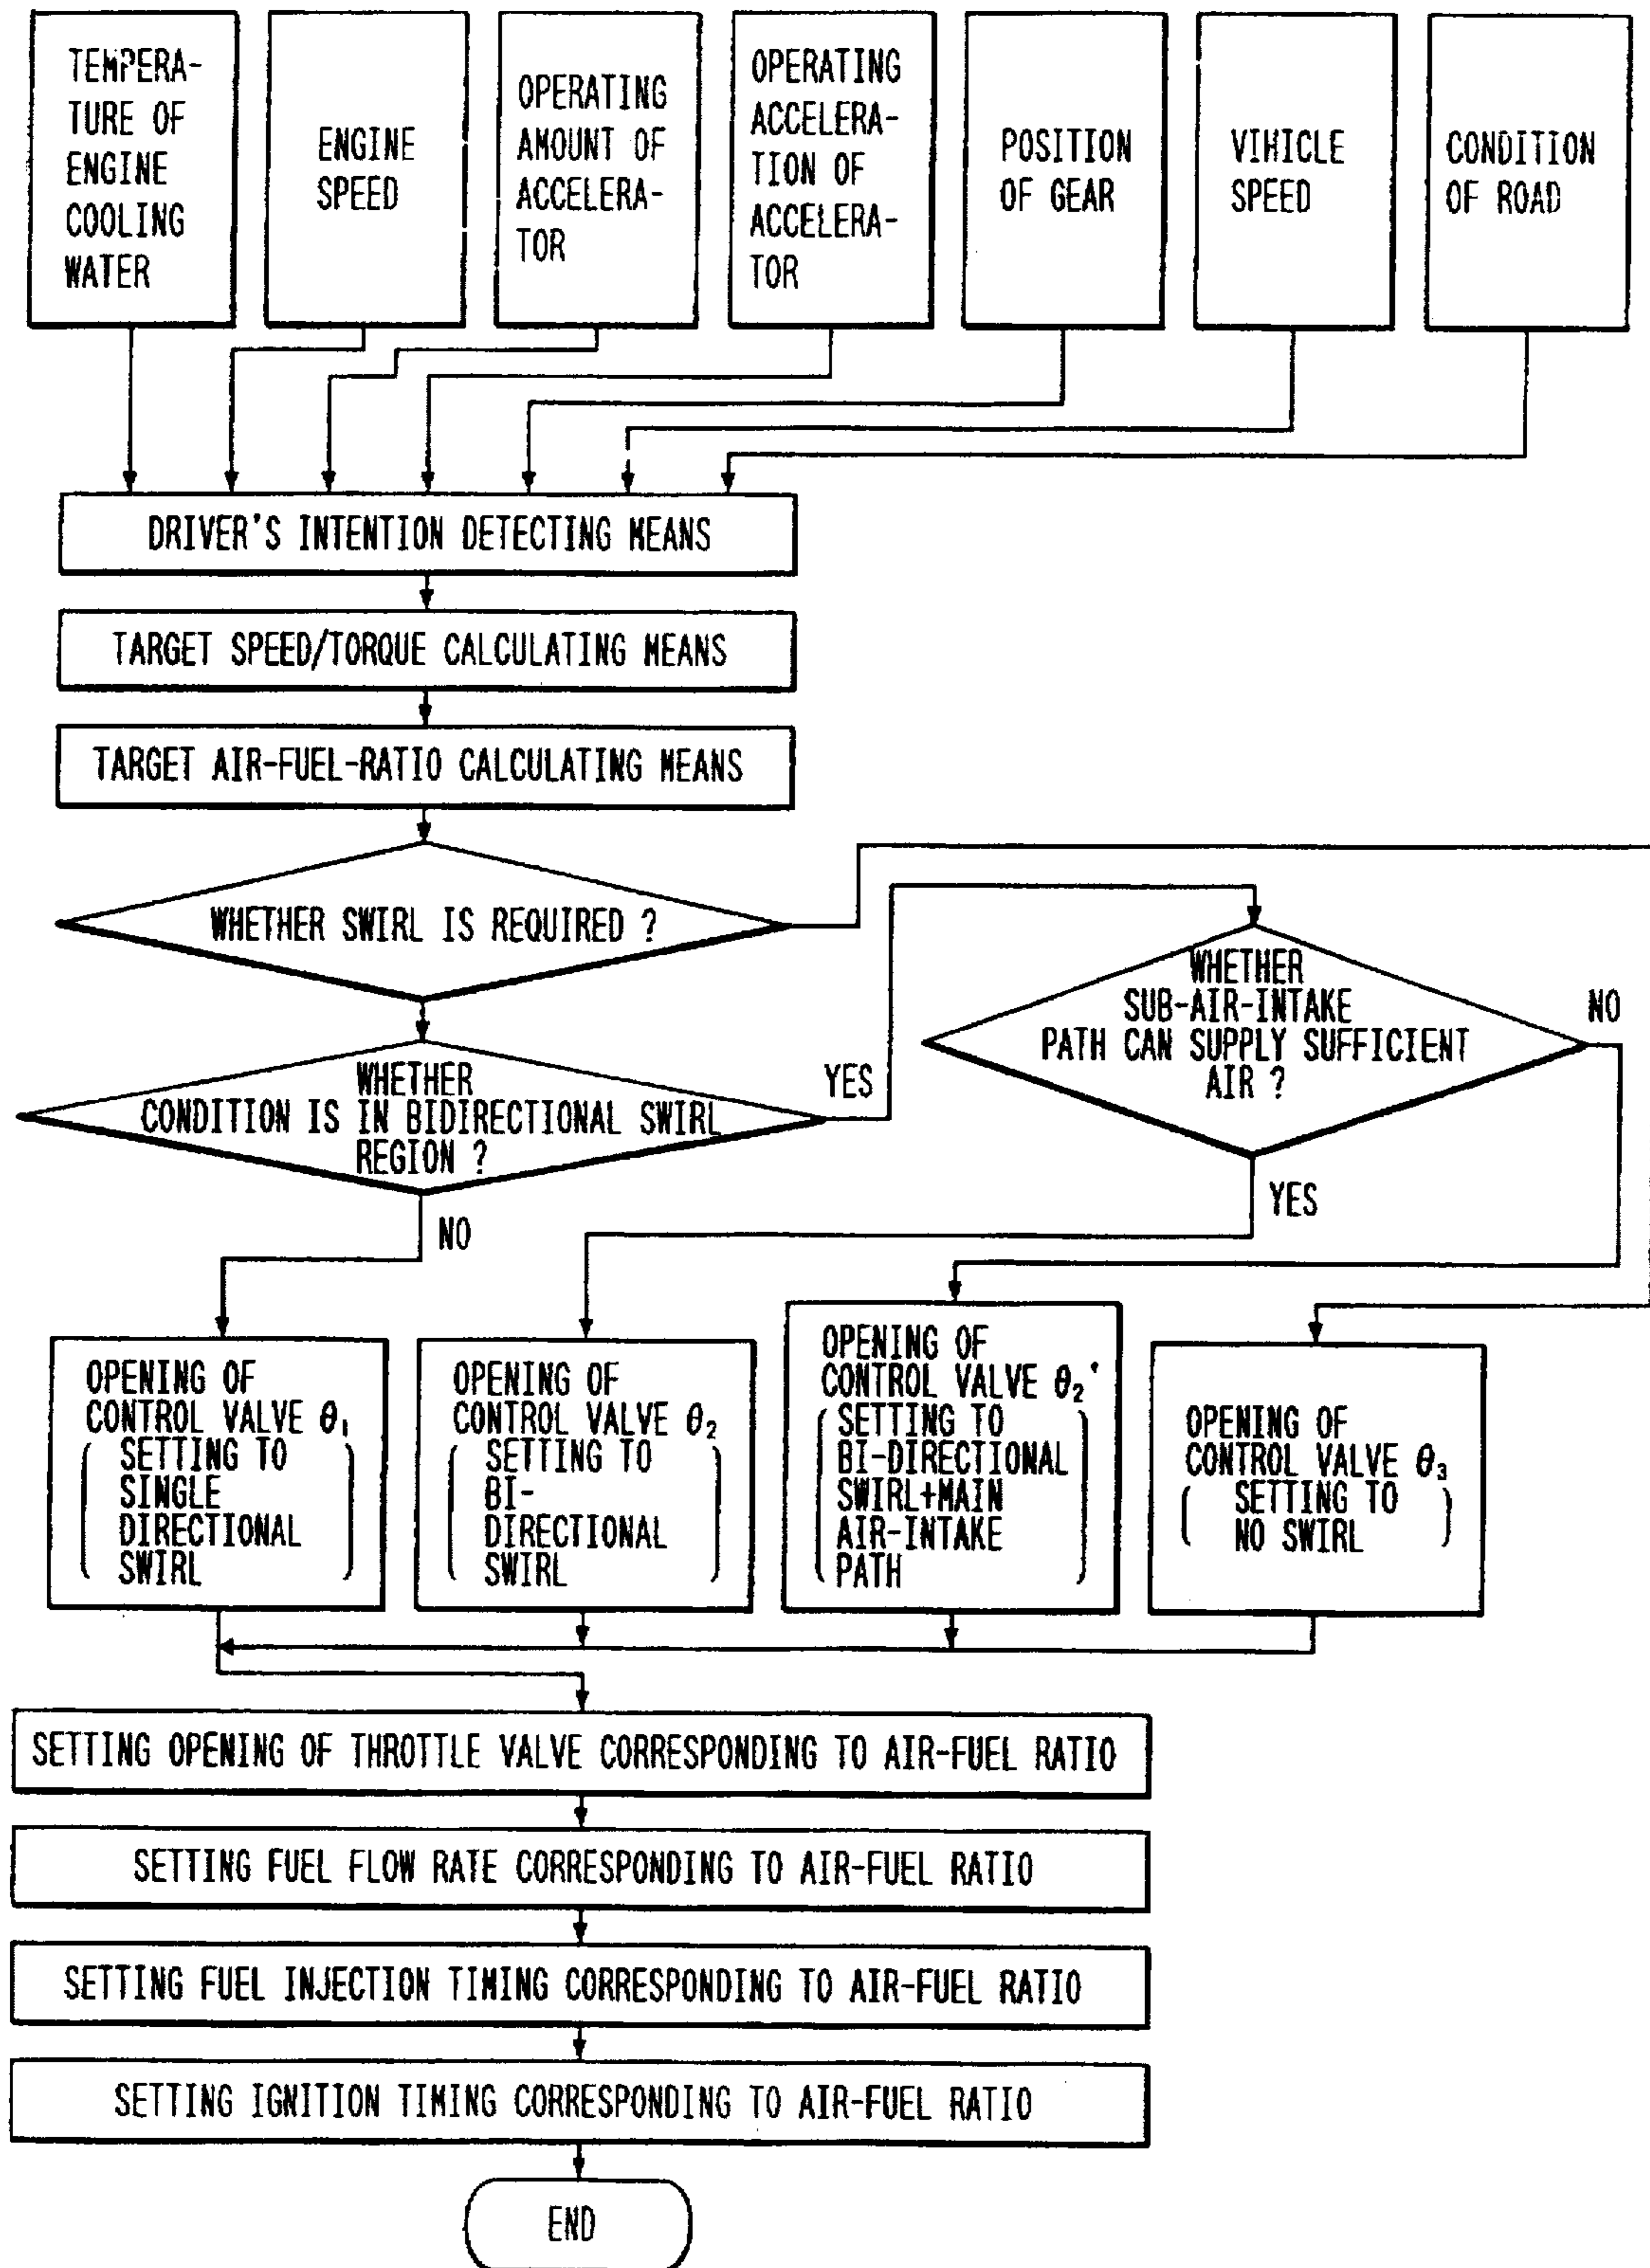 TEMPERA-
TURE OF
ENGINE
COOLING
WATER
ENGINE
SPEED
OPERATING
AMOUNT OF
ACCELERA-
TOR
OPERATING
ACCELERA-
TION OF
ACCELERA-
TOR
POSITION
OF GEAR
VIHICLE
SPEED
CONDITION
OF ROAD
DRIVER'S INTENTION DETECTING MEANS
TARGET SPEED/TORQUE CALCULATING MEANS
TARGET AIR-FUEL-RATIO CALCULATING MEANS
WHETHER SWIRL IS REQUIRED ?
WHETHER
SUB-AIR-INTAKE
PATH CAN SUPPLY SUFFICIENT
AIR ?
NO
YES
WHETHER
CONDITION IS IN BIDIRECTIONAL SWIRL
REGION ?
YES
NO
OPENING OF
CONTROL VALVE θ₁
( SETTING TO
SINGLE
DIRECTIONAL
SWIRL )
OPENING OF
CONTROL VALVE θ₂
( SETTING TO
BI-
DIRECTIONAL
SWIRL )
OPENING OF
CONTROL VALVE θ₂'
( SETTING TO
BI-DIRECTIONAL
SWIRL+MAIN
AIR-INTAKE
PATH )
OPENING OF
CONTROL VALVE θ₃
( SETTING TO
NO SWIRL )
SETTING OPENING OF THROTTLE VALVE CORRESPONDING TO AIR-FUEL RATIO
SETTING FUEL FLOW RATE CORRESPONDING TO AIR-FUEL RATIO
SETTING FUEL INJECTION TIMING CORRESPONDING TO AIR-FUEL RATIO
SETTING IGNITION TIMING CORRESPONDING TO AIR-FUEL RATIO
END